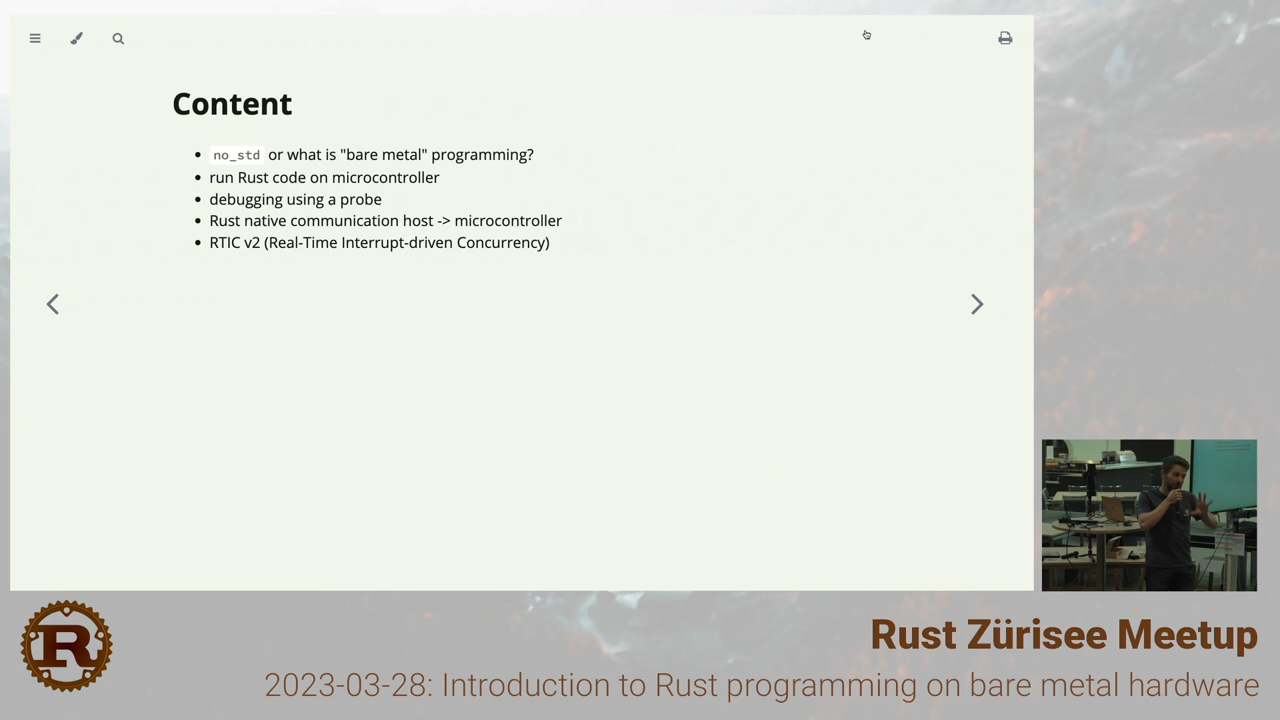 Content
no_std or what is "bare metal" programming?
run Rust code on microcontroller
debugging using a probe
Rust native communication host -> microcontroller
RTIC v2 (Real-Time Interrupt-driven Concurrency)
R
Rust Zürisee Meetup
2023-03-28: Introduction to Rust programming on bare metal hardware